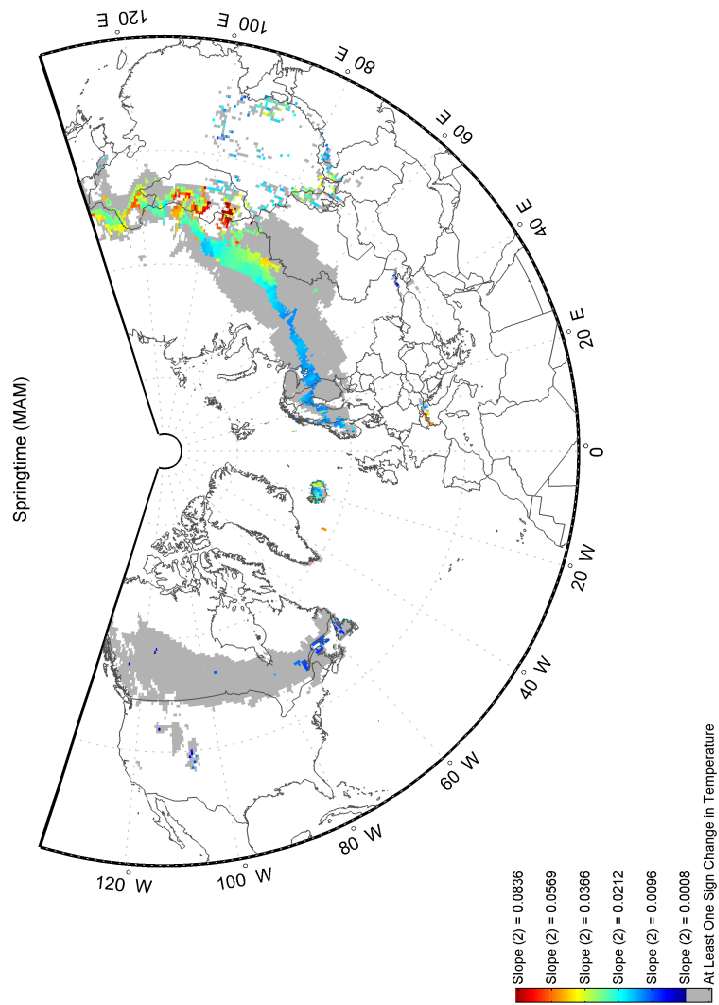 Springtime (MAM)
120 E
100 E
80 E
60 E
40 E
20 E
0
20 W
40 W
60 W
80 W
100 W
120 W
Slope (2) = 0.0836
Slope (2) = 0.0569
Slope (2) = 0.0366
Slope (2) = 0.0212
Slope (2) = 0.0096
Slope (2) = 0.0008
At Least One Sign Change in Temperature